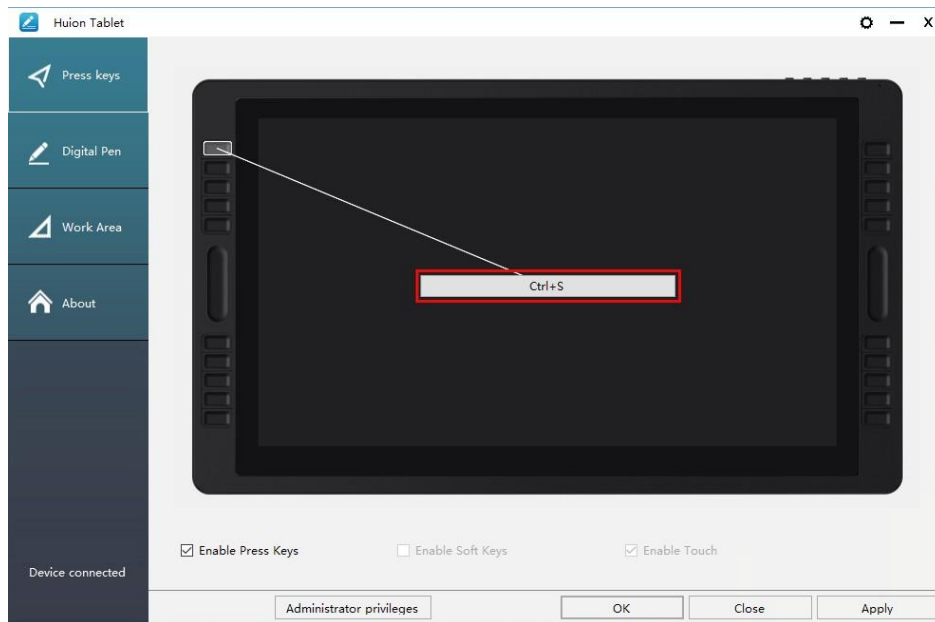 Huion Tablet
Press keys
Digital Pen
Work Area
About
Ctrl+S
Enable Press Keys
Enable Soft Keys
Enable Touch
Device connected
Administrator privileges
OK
Close
Apply